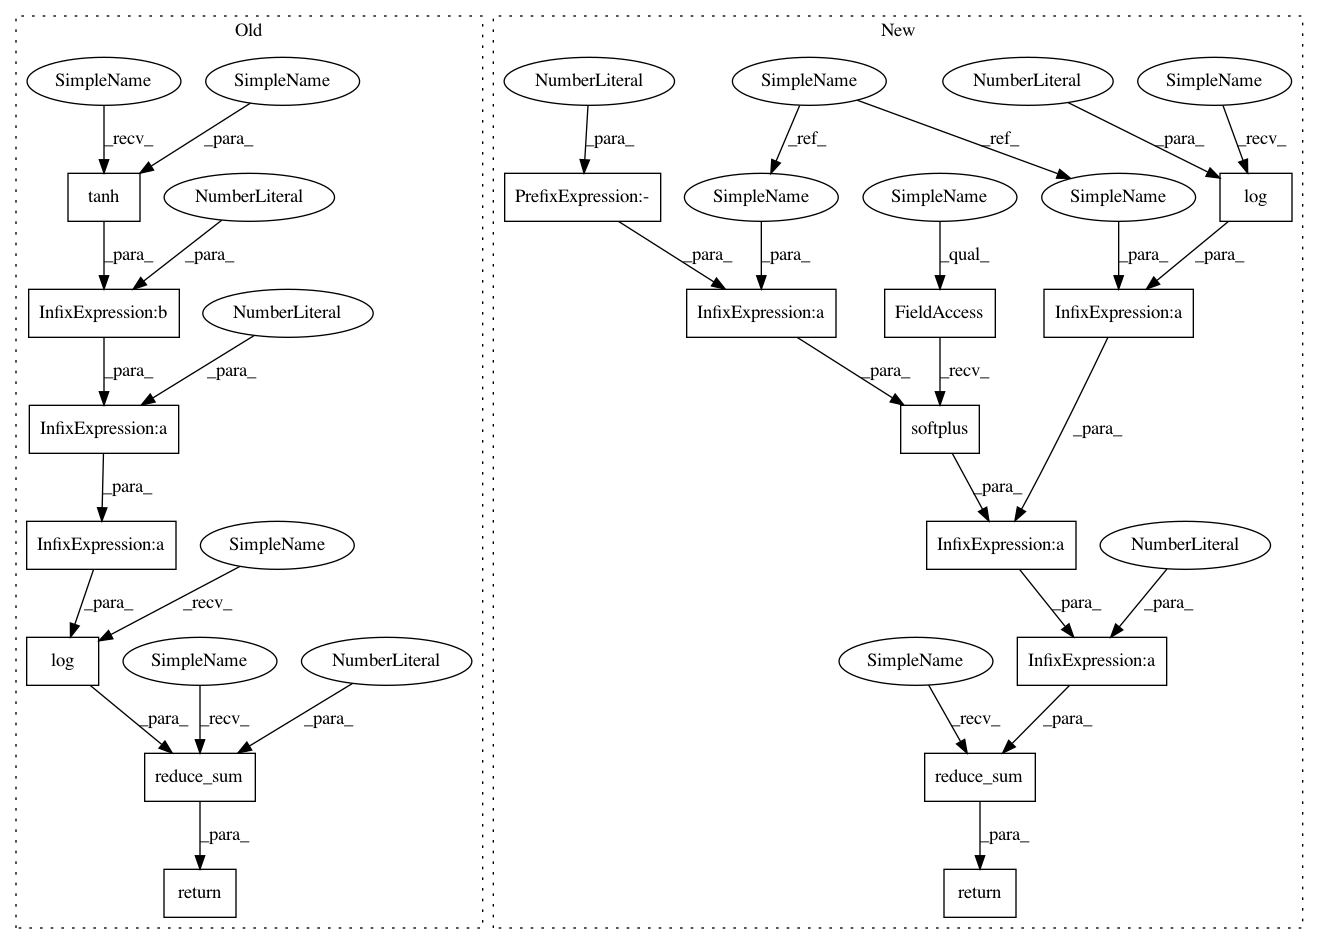 Old
New
SimpleName
SimpleName
NumberLiteral
SimpleName
NumberLiteral
SimpleName
_recv_
_para_
_para_
_ref_
_ref_
_para_
_recv_
tanh
NumberLiteral
PrefixExpression:-
SimpleName
SimpleName
SimpleName
log
_para_
_para_
_para_
_para_
_qual_
_para_
_para_
InfixExpression:b
NumberLiteral
InfixExpression:a
FieldAccess
InfixExpression:a
_para_
_para_
_para_
_recv_
InfixExpression:a
softplus
_para_
_para_
_para_
InfixExpression:a
SimpleName
InfixExpression:a
NumberLiteral
_para_
_recv_
_para_
_para_
log
SimpleName
NumberLiteral
SimpleName
InfixExpression:a
_para_
_recv_
_para_
_recv_
_para_
reduce_sum
reduce_sum
_para_
_para_
return
return